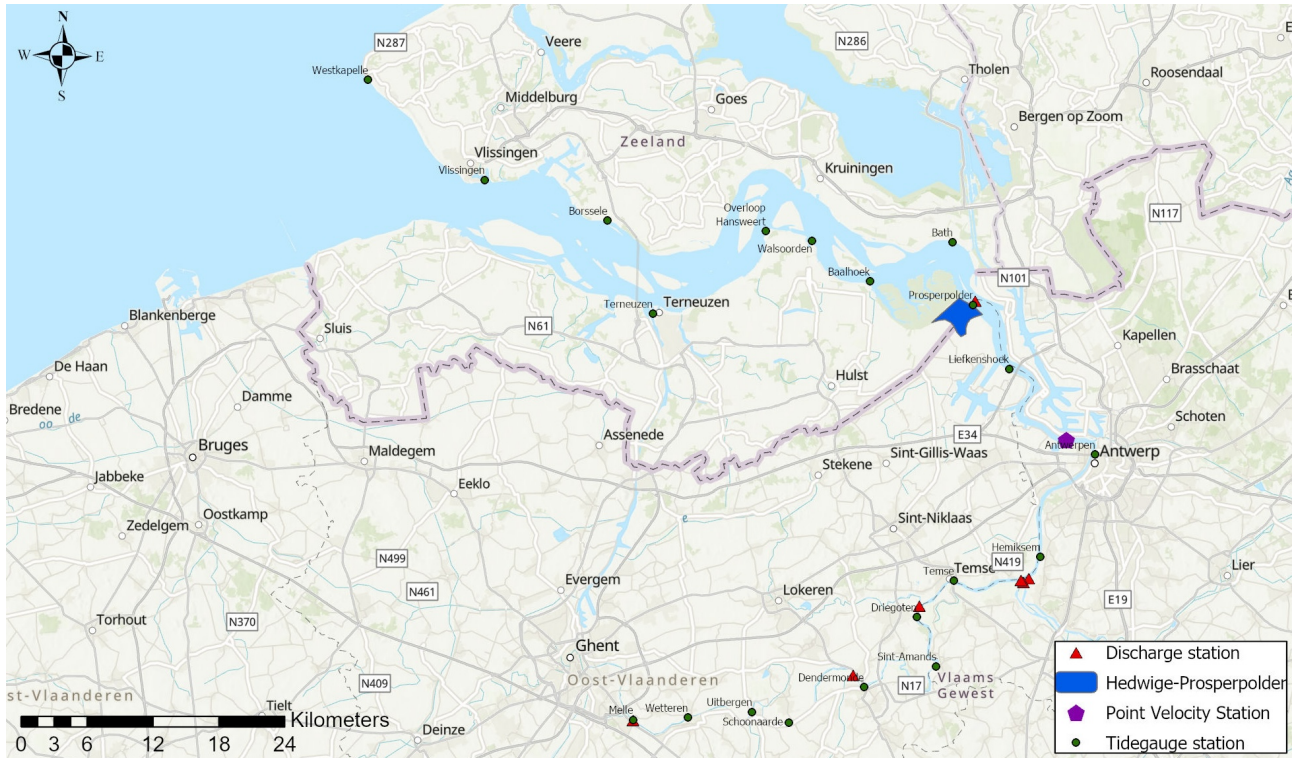 N
W
E
S
N287
Veere
N286
E
Westkapelle
Tholen
Roosendaal
Middelburg
Goes
Bergen op Zoom
Zeeland
Vlissingen
Vlissingen
Kruiningen
Borssele
Overloop
Hansweert
Walsoorden
Bath
N117
Baalhoek
N101
Prosperpolder
Terneuzen
Terneuzen
Blankenberge
Sluis
N61
Kapellen
De Haan
Liefkenshoek
Brasschaat
Hulst
Damme
Bredene
oo de
Schoten
Bruges
Assenede
E34
Antwerpen
Antwerp
Maldegem
Sint-Gillis-Waas
Stekene
Jabbeke
Eeklo
Oostkamp
Zedelgem
e
Sint-Niklaas
N499
Hemiksem
N419
Temse
Temse
Lier
Evergem
N461
Lokeren
E19
Driegoten
Torhout
N370
Ghent
Sint-Amands
Vlaams
Gewest
N17
Dendermonde
Oost-Vlaanderen
N409
st-Vlaanderen
Tielt
Melle
Wetteren
Uitbergen
Schoonaarde
Deinze
Kilometers
0 3 6 12 18 24
Discharge station
Hedwige-Prosperpolder
Point Velocity Station
Tidegauge station